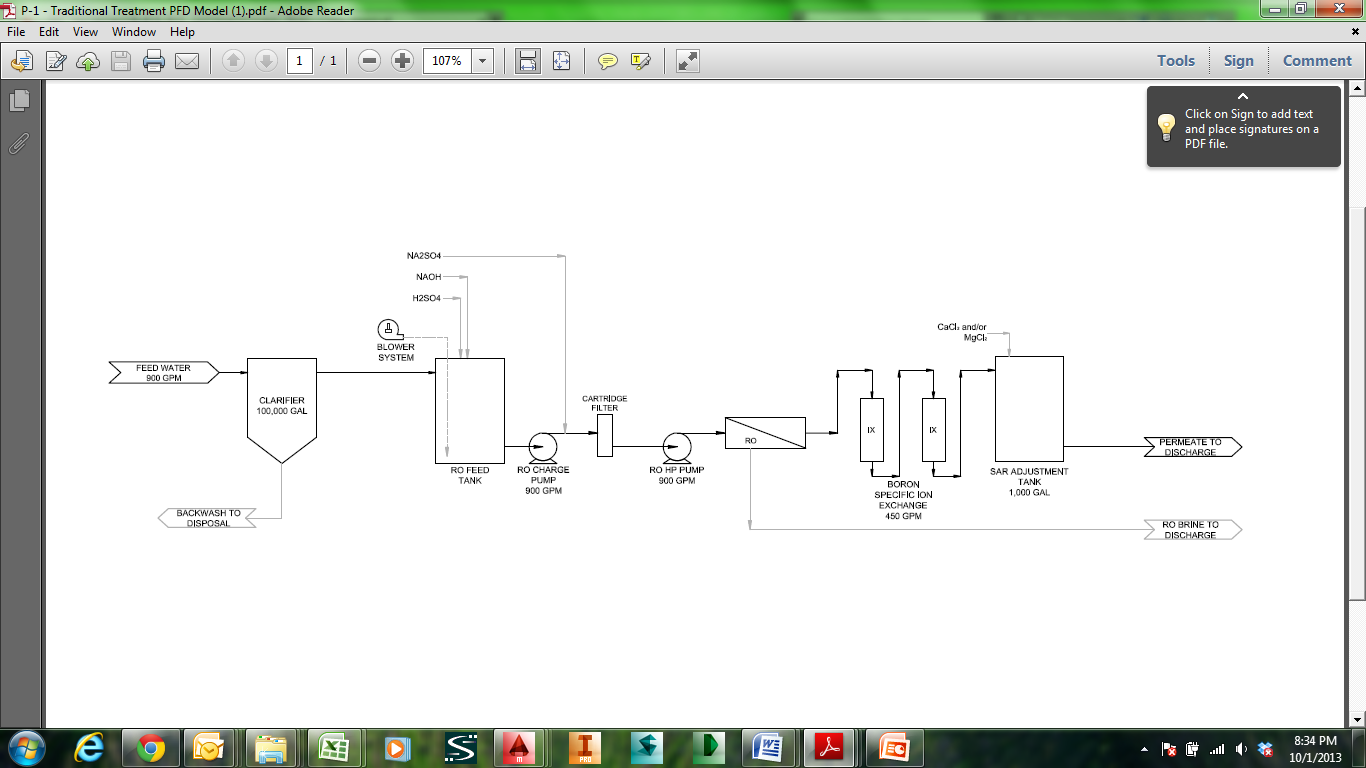 P-1 - Traditional Treatment PFD Model (1).pdf - Adobe Reader
File Edit View Window Help
1 / 1 107% Tools Sign Comment
Click on Sign to add text
and place signatures on a
PDF file.
NA2SO4
NAOH
H2SO4
BLOWER
SYSTEM
FEED WATER
900 GPM
CLARIFIER
100,000 GAL
BACKWASH TO
DISPOSAL
RO FEED
TANK
RO CHARGE
PUMP
900 GPM
CARTRIDGE
FILTER
RO HP PUMP
900 GPM
RO
IX
IX
BORON
SPECIFIC ION
EXCHANGE
450 GPM
CaCl₂ and/or
MgCl₂
SAR ADJUSTMENT
TANK
1,000 GAL
PERMEATE TO
DISCHARGE
RO BRINE TO
DISCHARGE
8:34 PM
10/1/2013